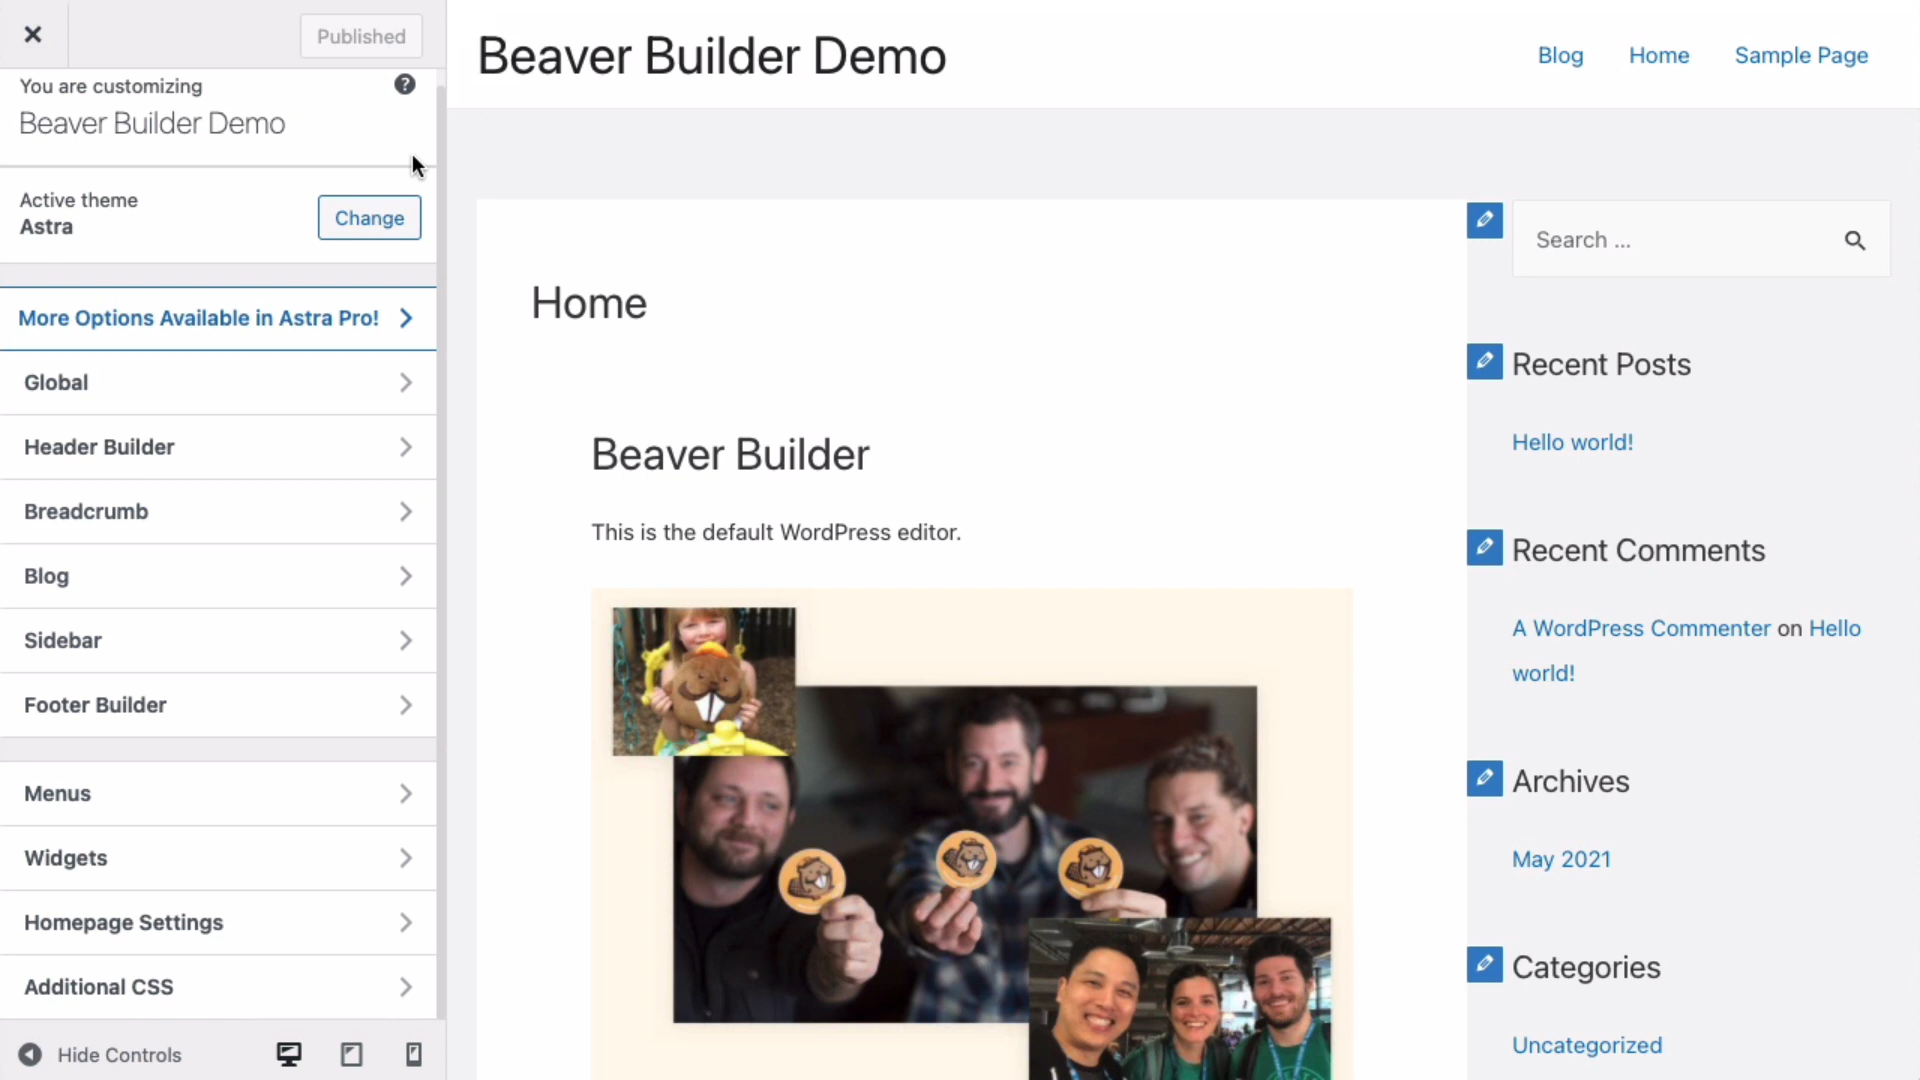 Published
You are customizing
Beaver Builder Demo
Active theme
Astra
Change
More Options Available in Astra Pro!
Global
Header Builder
Breadcrumb
Blog
Sidebar
Footer Builder
Menus
Widgets
Homepage Settings
Additional CSS
Hide Controls
Beaver Builder Demo
Blog Home Sample Page
Home
Beaver Builder
This is the default WordPress editor.
Search ...
Recent Posts
Hello world!
Recent Comments
A WordPress Commenter on Hello
world!
Archives
May 2021
Categories
Uncategorized